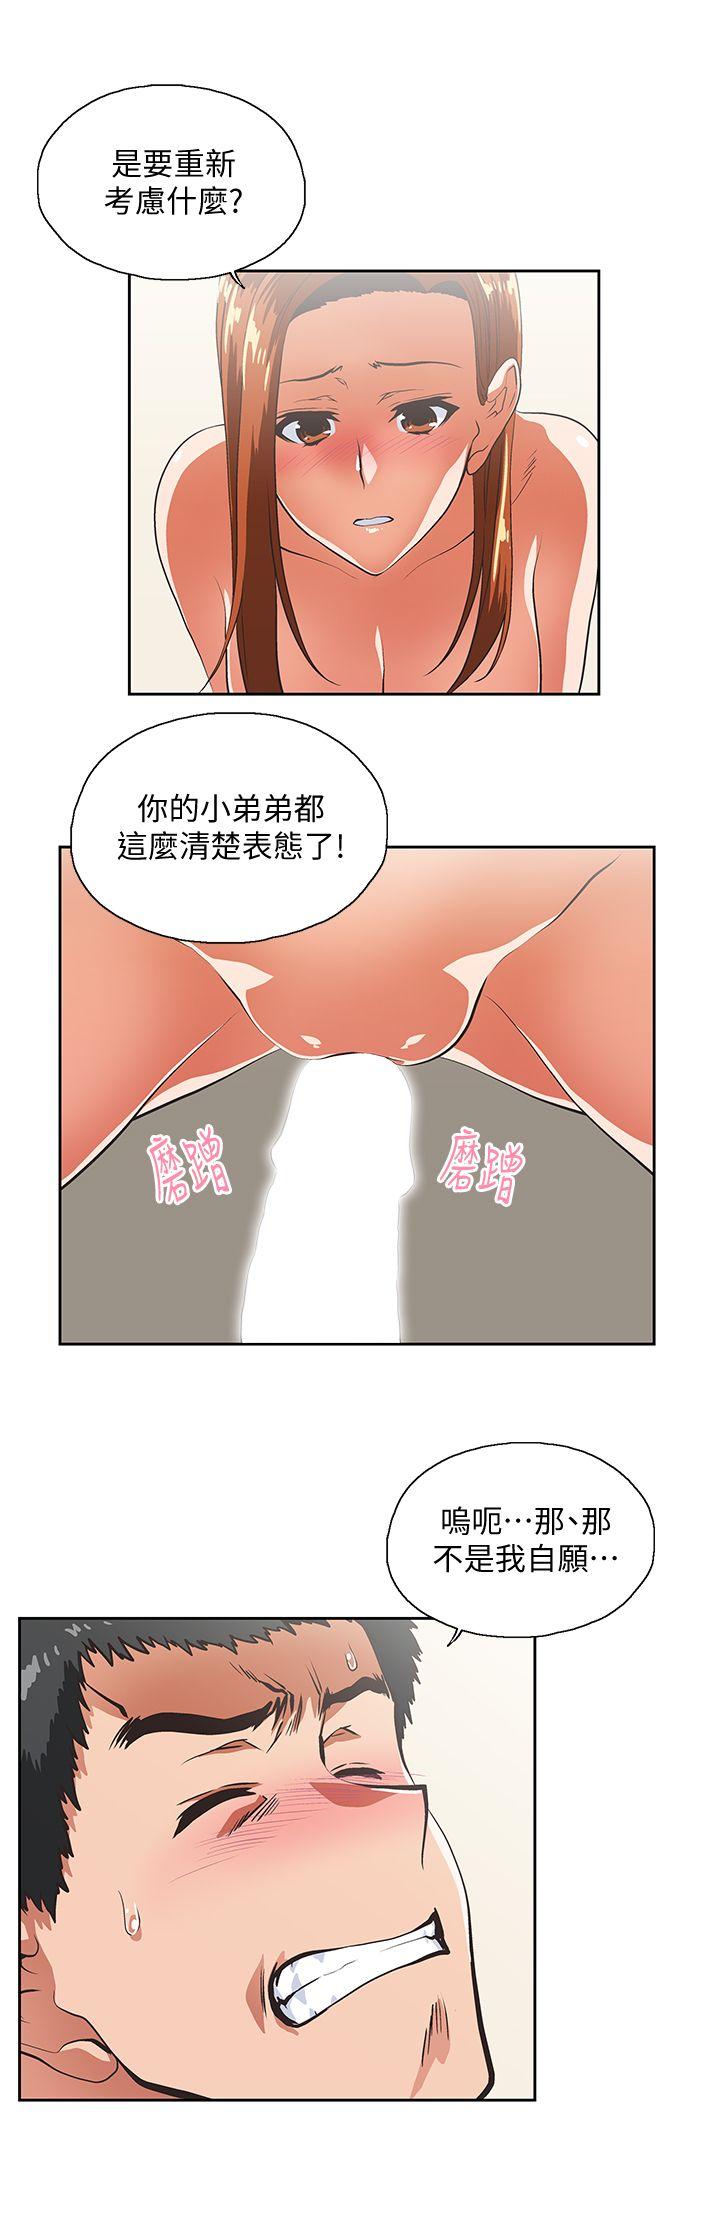 是要重新
考慮什麼?
你的小弟弟都
這麼清楚表態了!
磨蹭
磨蹭
嗚呃⋯那、那
不是我自願⋯